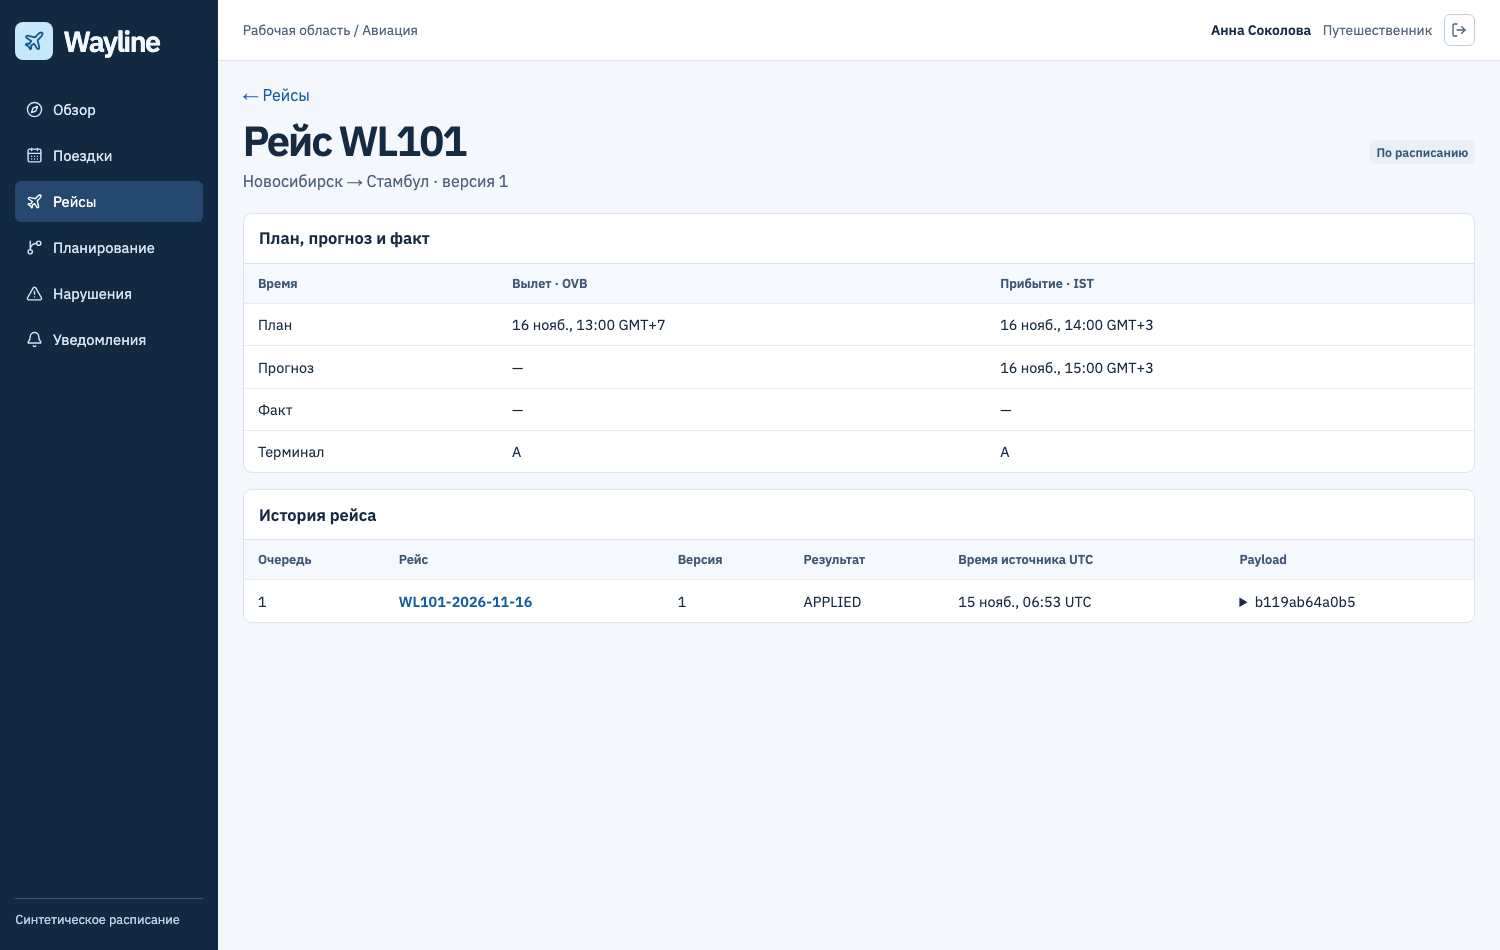 Wayline
Обзор
Поездки
Рейсы
Планирование
Нарушения
Уведомления
Синтетическое расписание
Рабочая область / Авиация
Анна Соколова Путешественник
← Рейсы
Рейс WL101
По расписанию
Новосибирск → Стамбул · версия 1
План, прогноз и факт
Время Вылет · OVB Прибытие · IST
План 16 нояб., 13:00 GMT+7 16 нояб., 14:00 GMT+3
Прогноз — 16 нояб., 15:00 GMT+3
Факт — —
Терминал A A
История рейса
Очередь Рейс Версия Результат Время источника UTC Payload
1 WL101-2026-11-16 1 APPLIED 15 нояб., 06:53 UTC ▶ b119ab64a0b5